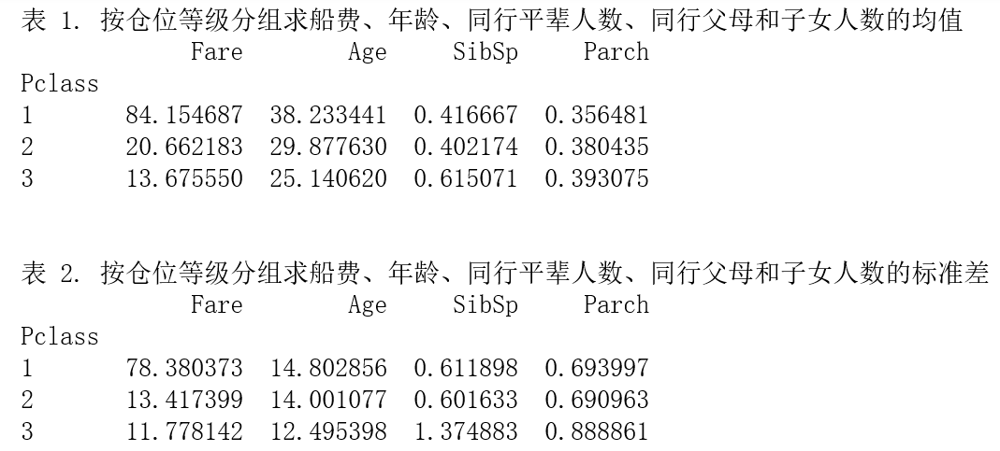 表 1. 按仓位等级分组求船费、年龄、同行平辈人数、同行父母和子女人数的均值
Fare Age SibSp Parch
Pclass
1 84.154687 38.233441 0.416667 0.356481
2 20.662183 29.877630 0.402174 0.380435
3 13.675550 25.140620 0.615071 0.393075
表 2. 按仓位等级分组求船费、年龄、同行平辈人数、同行父母和子女人数的标准差
Fare Age SibSp Parch
Pclass
1 78.380373 14.802856 0.611898 0.693997
2 13.417399 14.001077 0.601633 0.690963
3 11.778142 12.495398 1.374883 0.888861